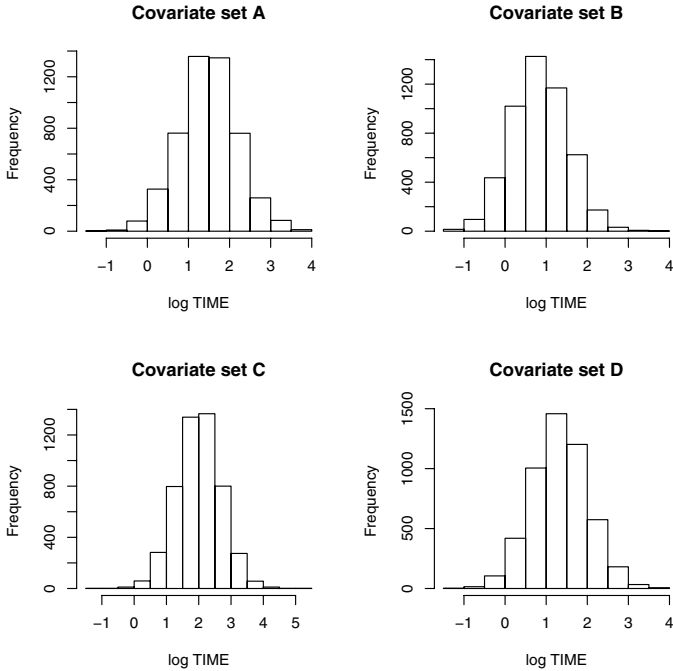 Covariate set A
Frequency
0 400 800 1200
−1 0 1 2 3 4
log TIME
Covariate set B
Frequency
0 400 800 1200
−1 0 1 2 3 4
log TIME
Covariate set C
Frequency
0 400 800 1200
−1 0 1 2 3 4 5
log TIME
Covariate set D
Frequency
0 500 1000 1500
−1 0 1 2 3 4
log TIME